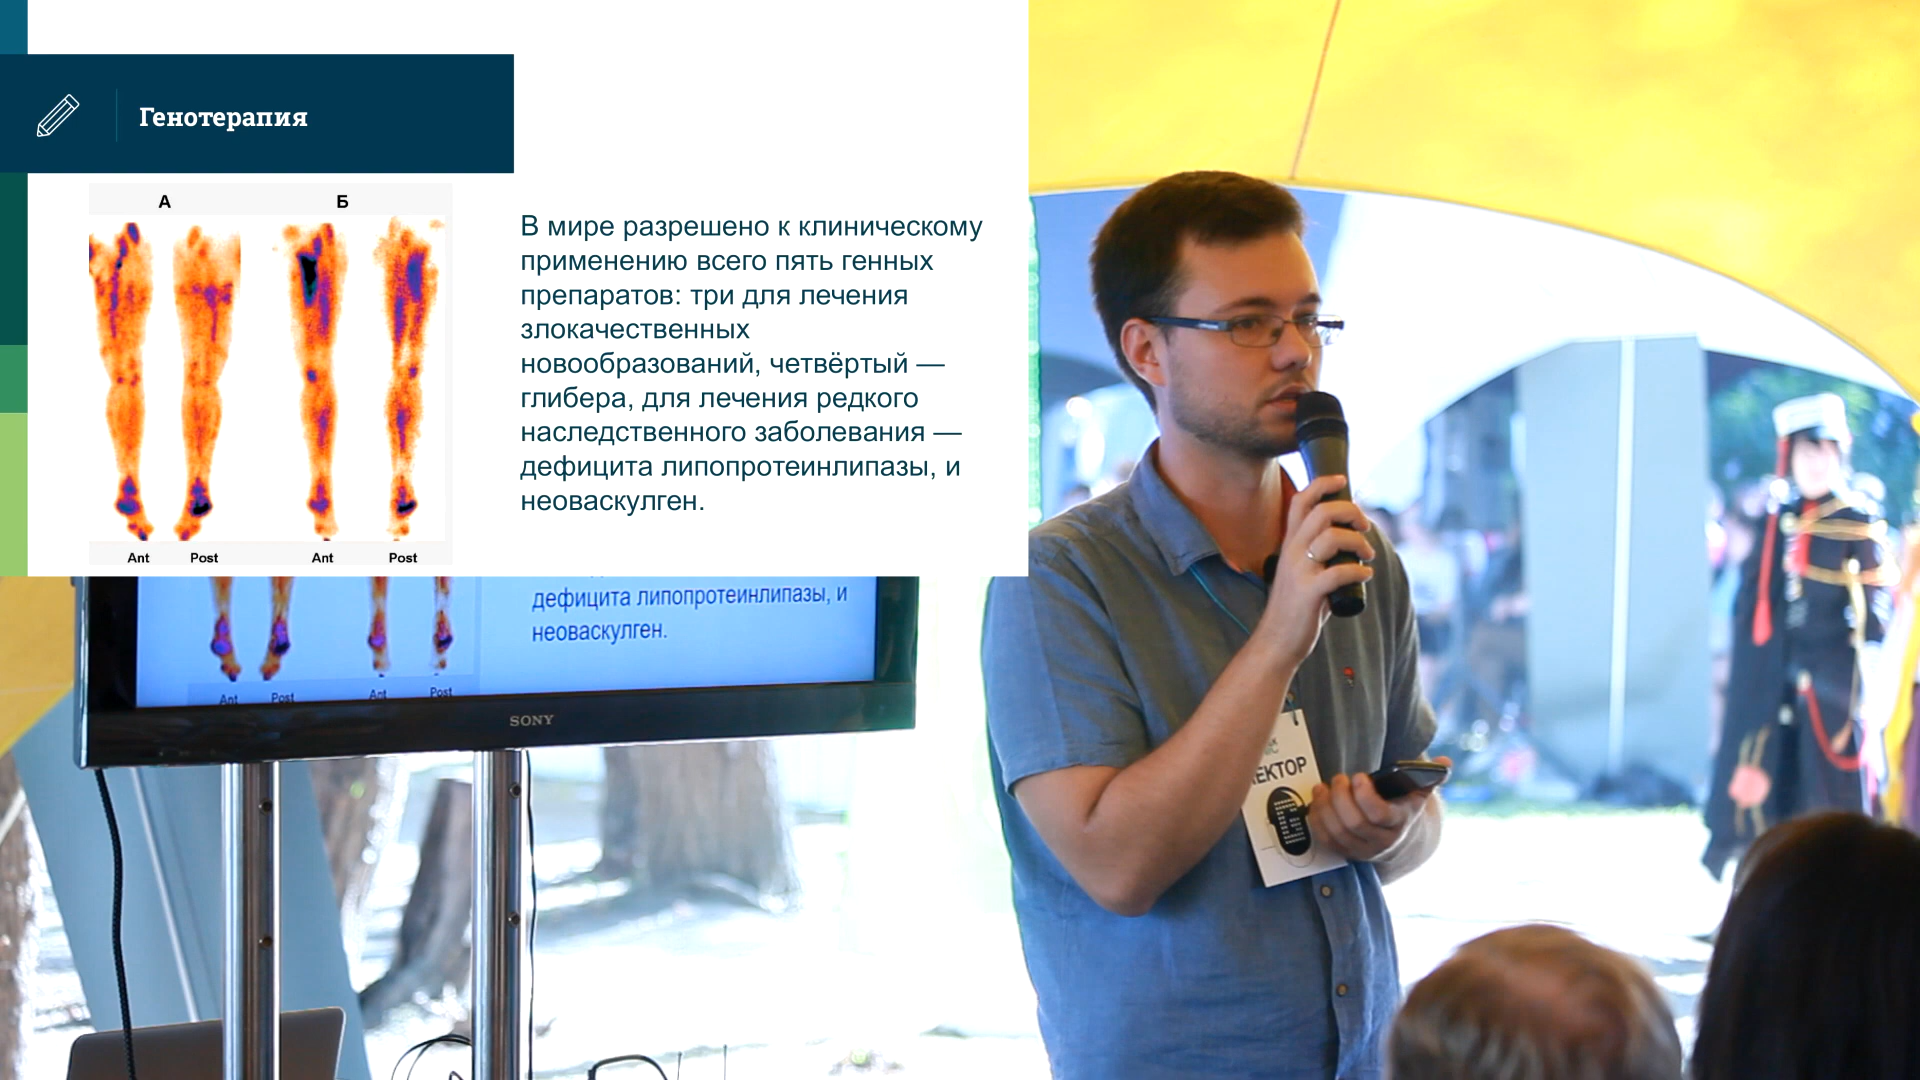 Генотерапия
А Б
В мире разрешено к клиническому
применению всего пять генных
препаратов: три для лечения
злокачественных
новообразований, четвёртый —
глибера, для лечения редкого
наследственного заболевания —
дефицита липопротеинлипазы, и
неоваскулген.
Ant Post Ant Post
дефицита липопротеинлипазы, и
неоваскулген.
Ant Post Ant Post
SONY
ЛЕКТОР